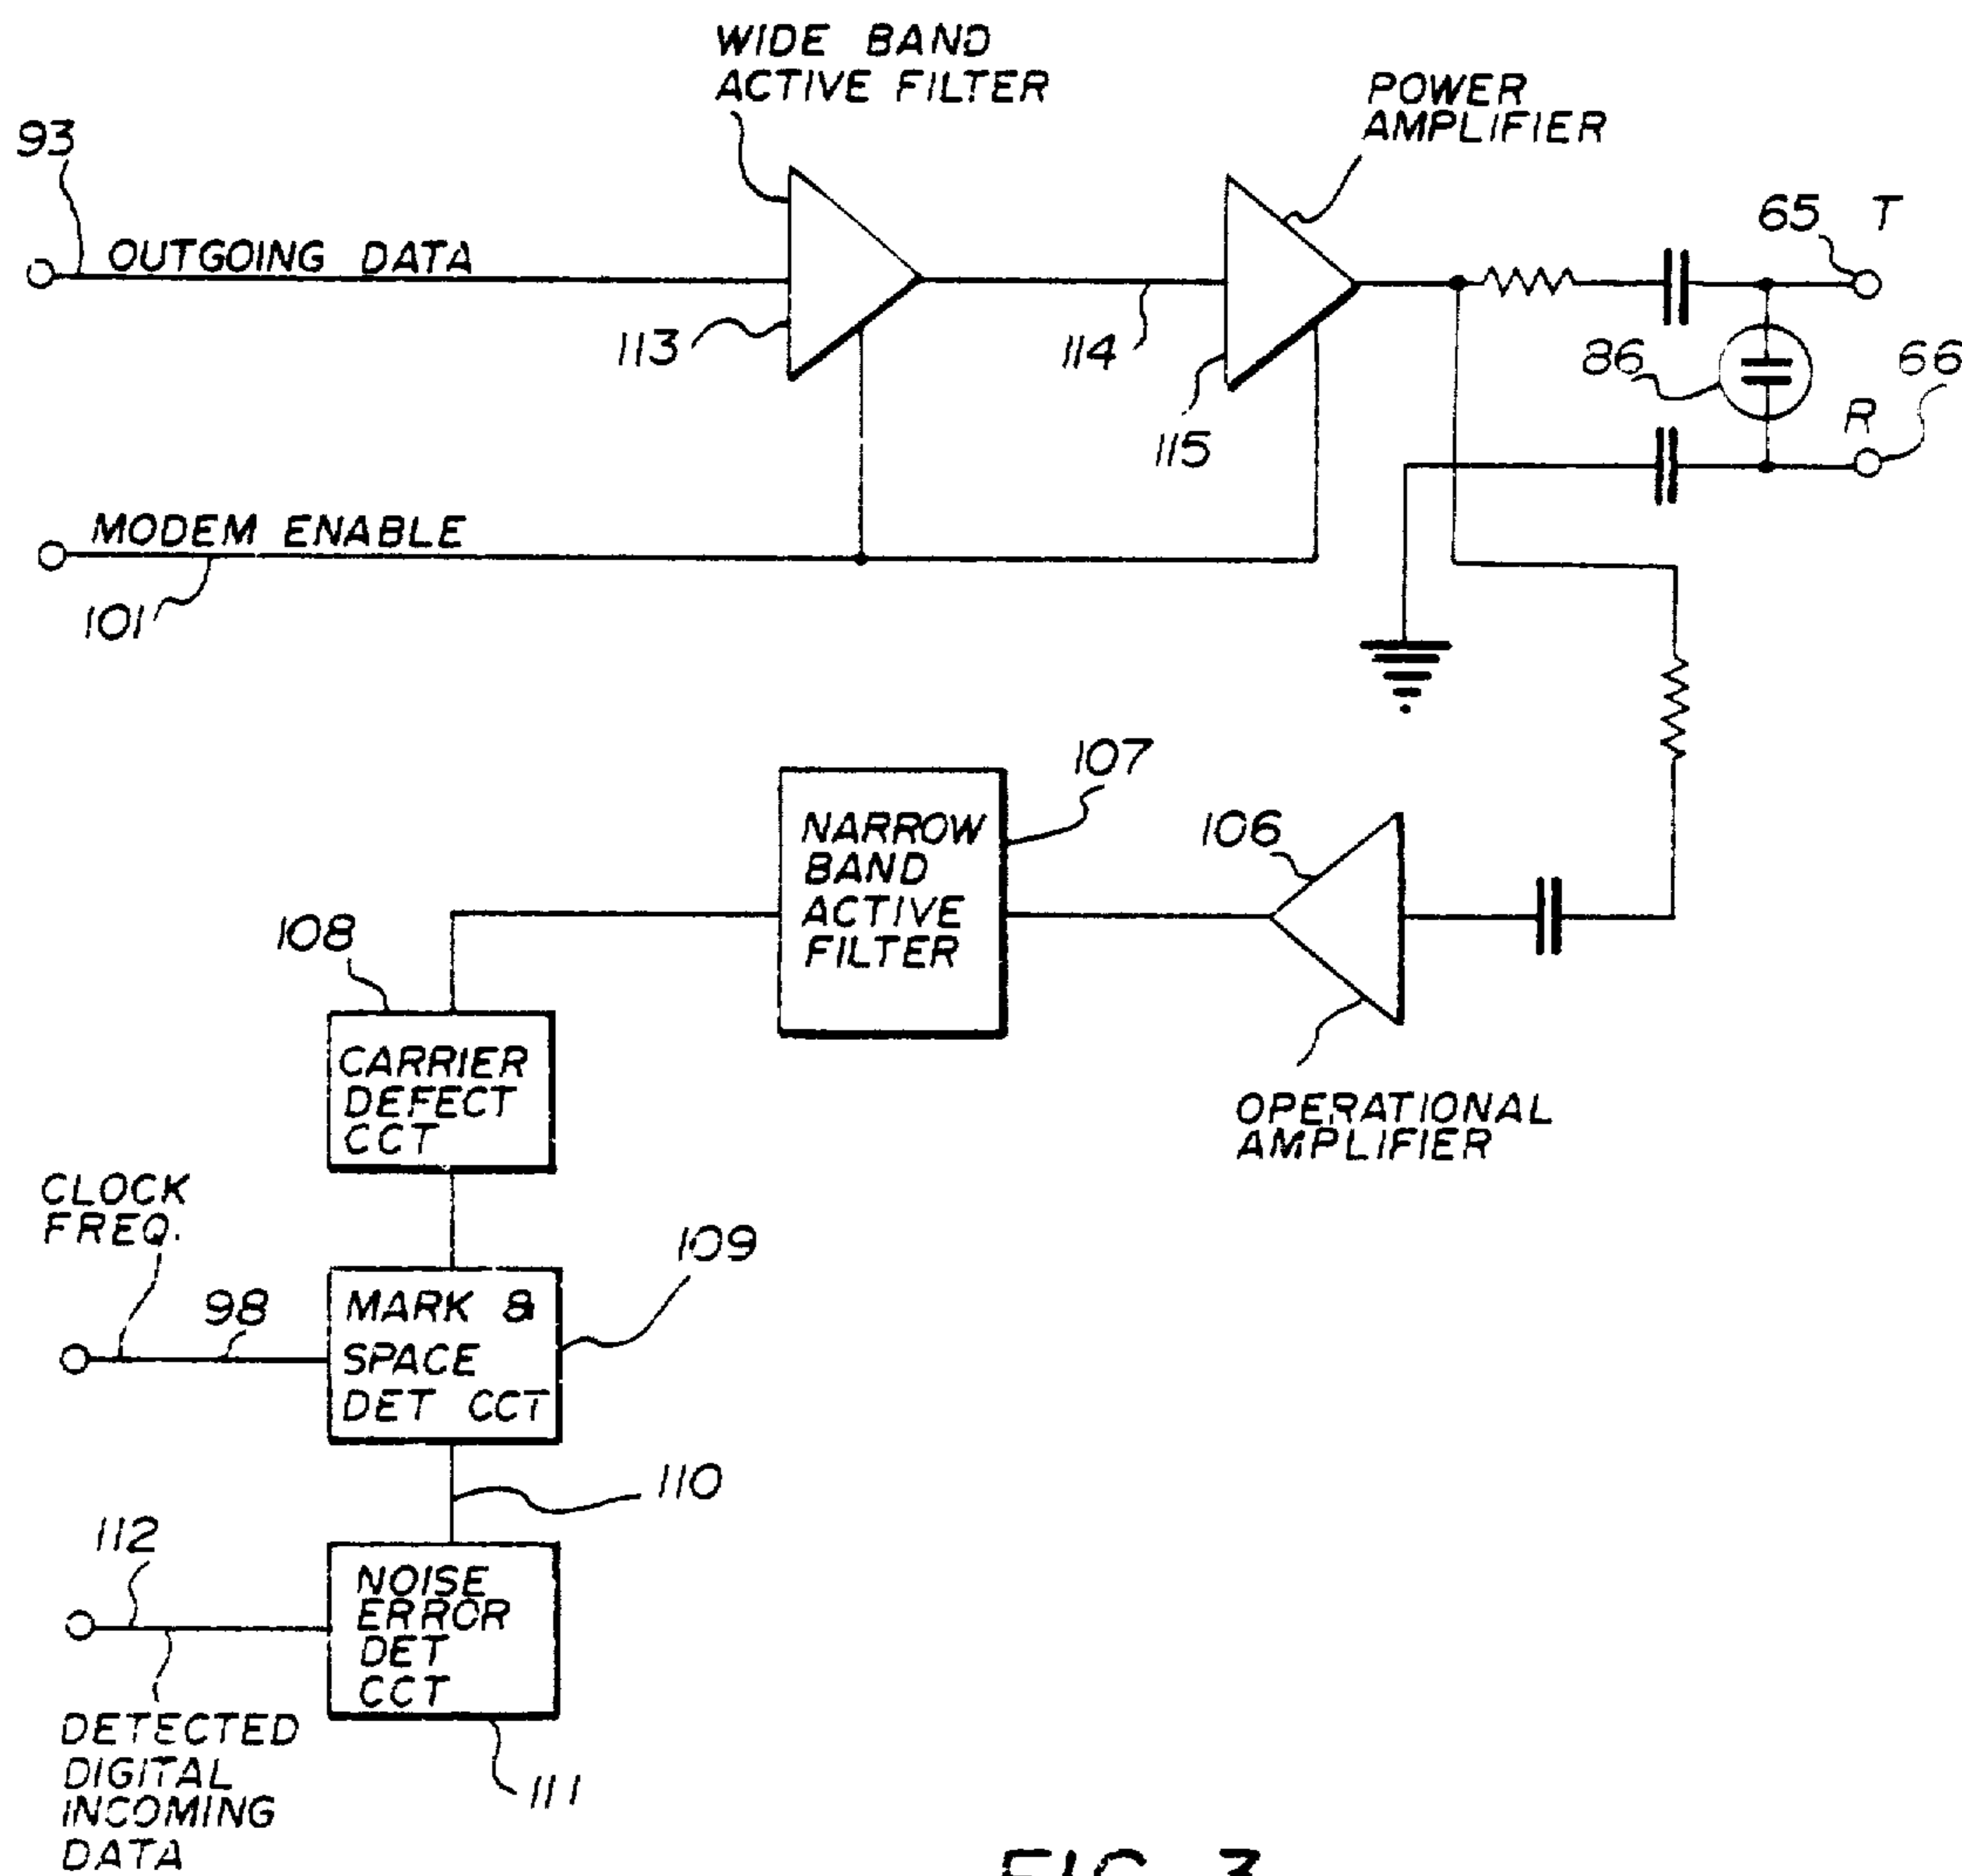 WIDE BAND
ACTIVE FILTER
POWER
AMPLIFIER
93
OUTGOING DATA
65 T
113
114
115
86
66
R
MODEM ENABLE
101
107
NARROW
BAND
ACTIVE
FILTER
106
108
CARRIER
DEFECT
CCT
OPERATIONAL
AMPLIFIER
CLOCK
FREQ.
98
109
MARK &
SPACE
DET CCT
110
112
NOISE
ERROR
DET
CCT
DETECTED
DIGITAL
INCOMING
DATA
111
FIG. 3